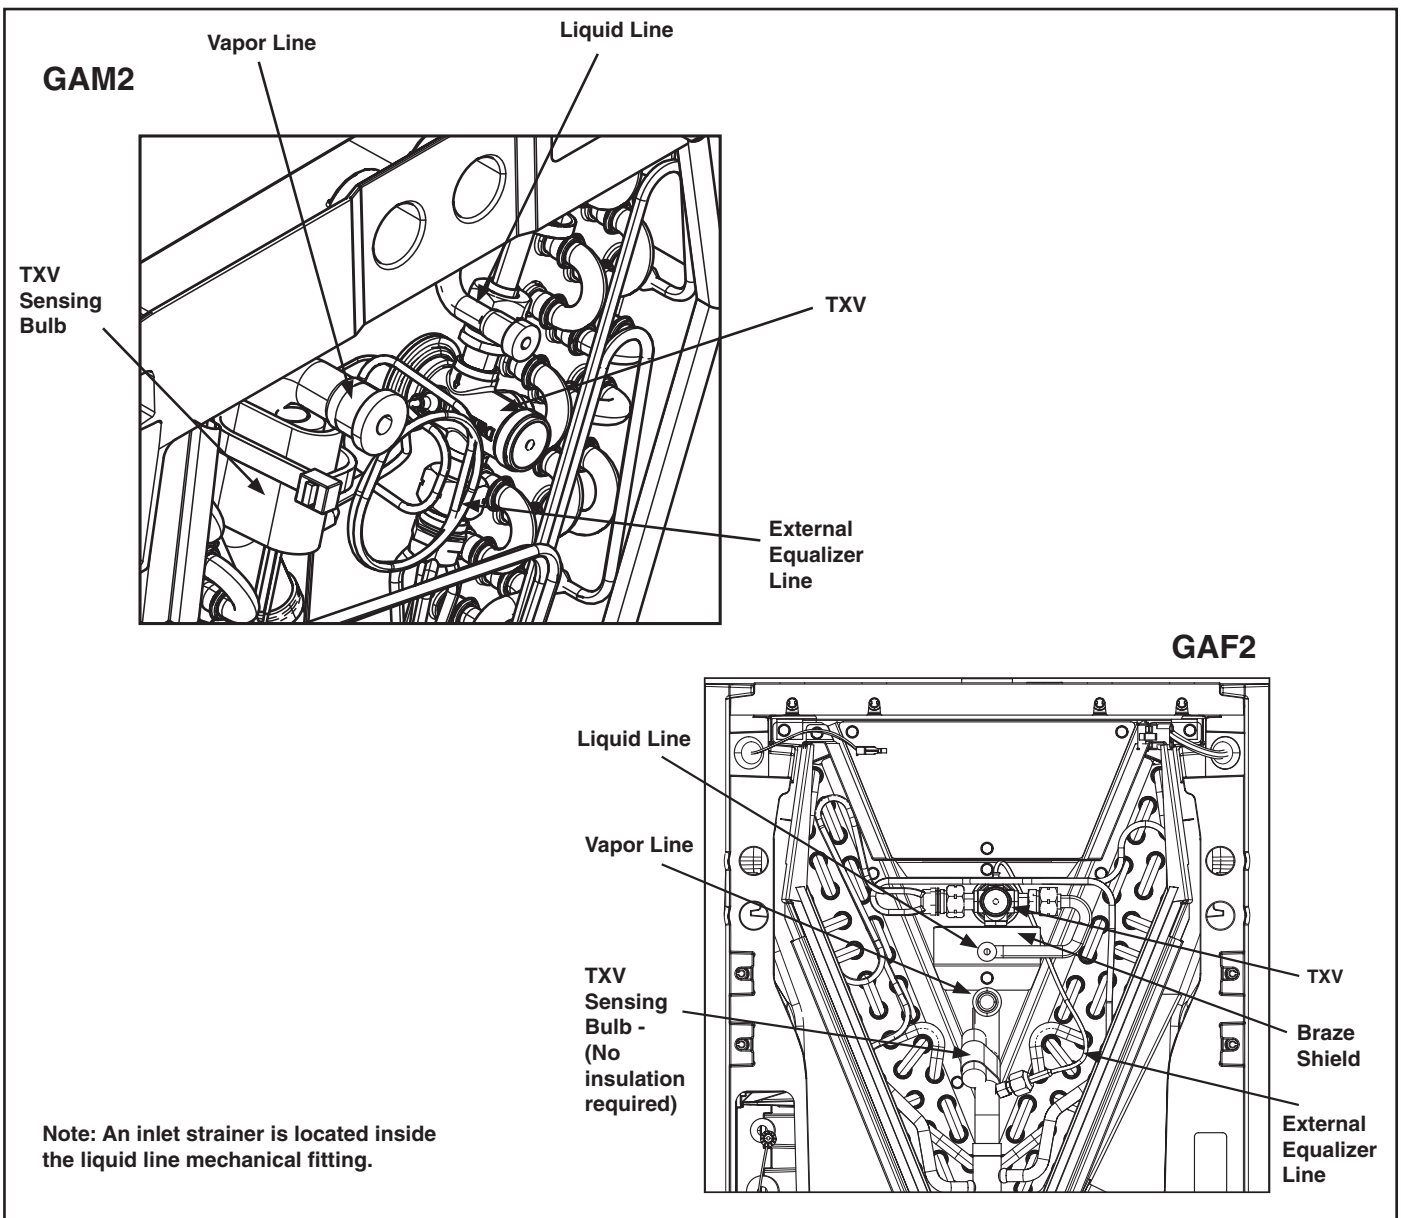 Vapor Line
Liquid Line
GAM2
TXV
Sensing
Bulb
TXV
External
Equalizer
Line
GAF2
Liquid Line
Vapor Line
TXV
Sensing
Bulb -
(No
insulation
required)
TXV
Braze
Shield
External
Equalizer
Line
Note: An inlet strainer is located inside
the liquid line mechanical fitting.